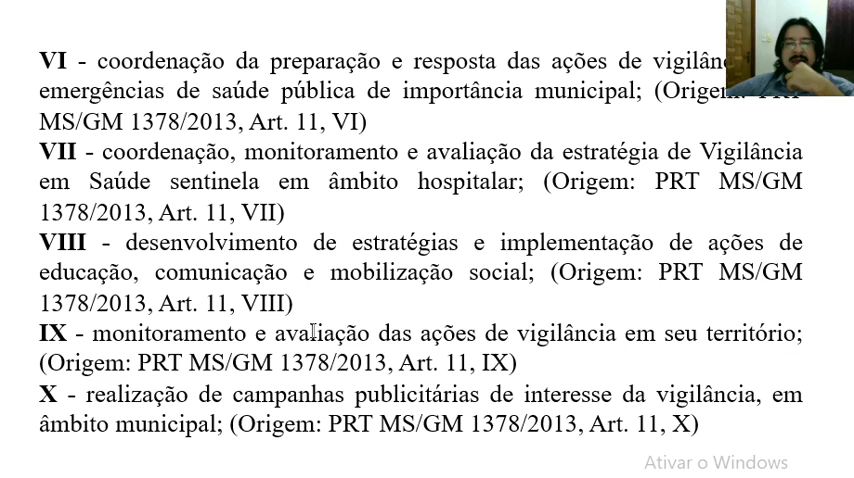 VI - coordenação da preparação e resposta das ações de
emergências de saúde pública de importância municipal;
MS/GM 1378/2013, Art. 11, VI)
VII - coordenação, monitoramento e avaliação da estratégia de Vigilância
em Saúde sentinela em âmbito hospitalar; (Origem: PRT MS/GM
1378/2013, Art. 11, VII)
VIII - desenvolvimento de estratégias e implementação de ações de
educação, comunicação e mobilização social; (Origem: PRT MS/GM
1378/2013, Art. 11, VIII)
IX - monitoramento e avaliação das ações de vigilância em seu território;
(Origem: PRT MS/GM 1378/2013, Art. 11, IX)
X - realização de campanhas publicitárias de interesse da vigilância, em
âmbito municipal; (Origem: PRT MS/GM 1378/2013, Art. 11, X)
Ativar o Windows